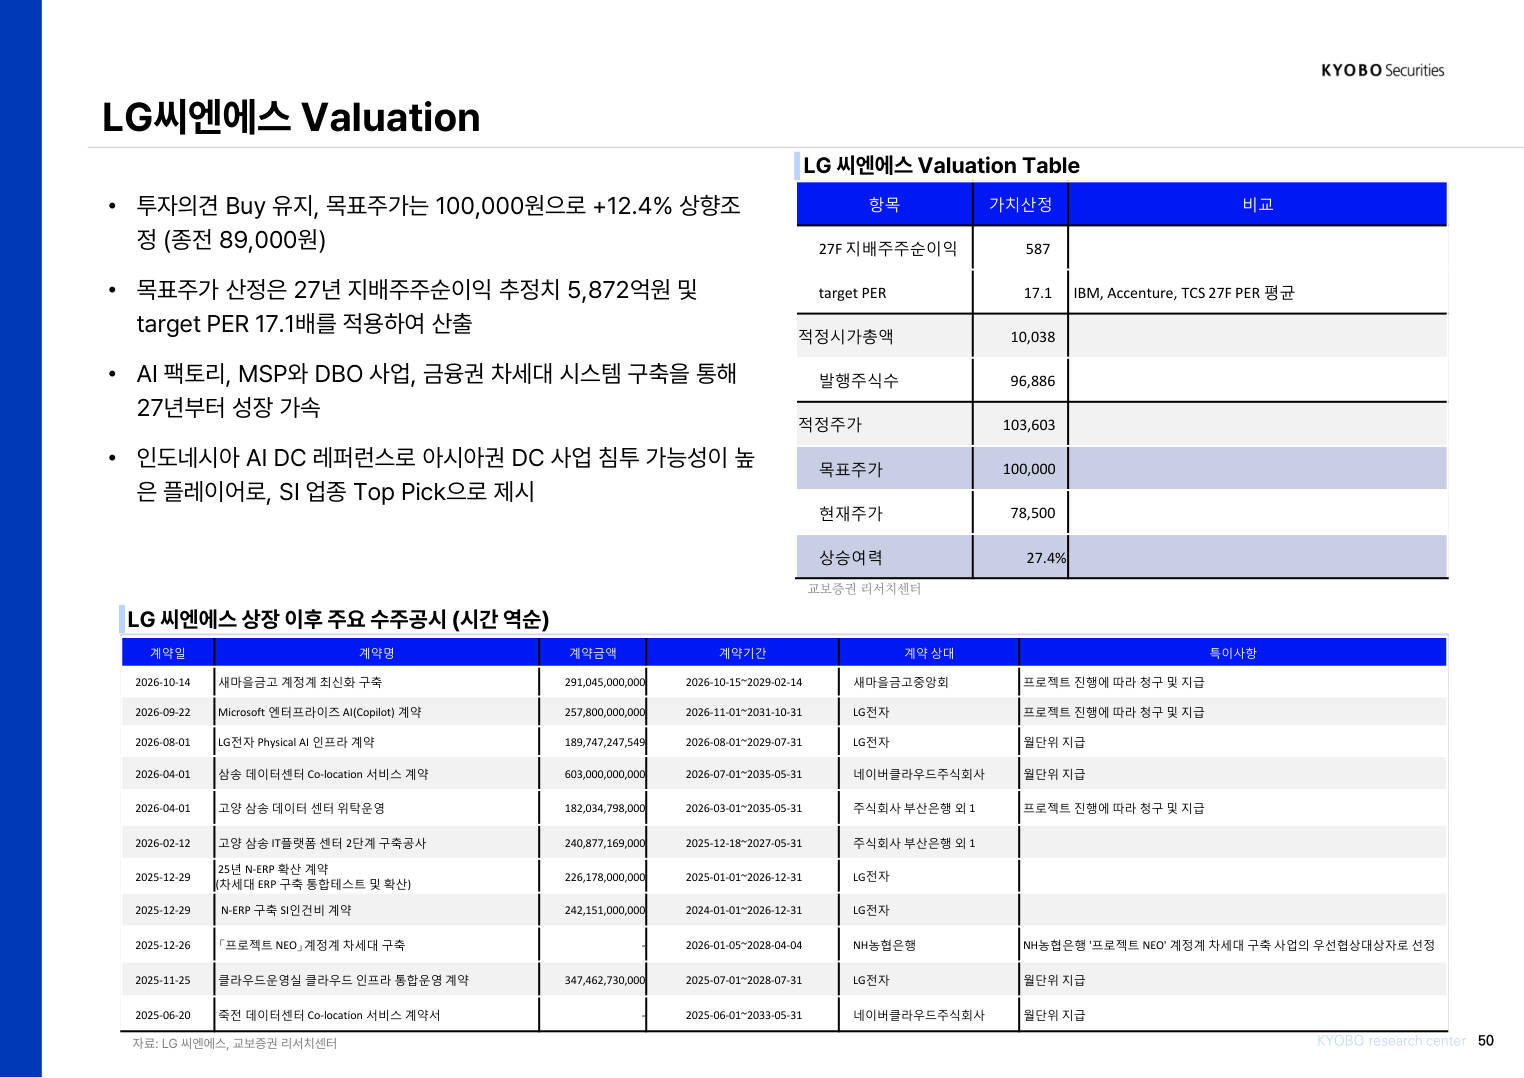 KYOBO Securities
LG씨엔에스 Valuation
• 투자의견 Buy 유지, 목표주가는 100,000원으로 +12.4% 상향조
정 (종전 89,000원)
• 목표주가 산정은 27년 지배주주순이익 추정치 5,872억원 및
target PER 17.1배를 적용하여 산출
• AI 팩토리, MSP와 DBO 사업, 금융권 차세대 시스템 구축을 통해
27년부터 성장 가속
• 인도네시아 AI DC 레퍼런스로 아시아권 DC 사업 침투 가능성이 높
은 플레이어로, SI 업종 Top Pick으로 제시
LG 씨엔에스 Valuation Table
항목 가치산정 비교
27F 지배주주순이익 587
target PER 17.1 IBM, Accenture, TCS 27F PER 평균
적정시가총액 10,038
발행주식수 96,886
적정주가 103,603
목표주가 100,000
현재주가 78,500
상승여력 27.4%
교보증권 리서치센터
LG 씨엔에스 상장 이후 주요 수주공시 (시간 역순)
계약일 계약명 계약금액 계약기간 계약 상대 특이사항
2026-10-14 새마을금고 계정계 최신화 구축 291,045,000,000 2026-10-15~2029-02-14 새마을금고중앙회 프로젝트 진행에 따라 청구 및 지급
2026-09-22 Microsoft 엔터프라이즈 AI(Copilot) 계약 257,800,000,000 2026-11-01~2031-10-31 LG전자 프로젝트 진행에 따라 청구 및 지급
2026-08-01 LG전자 Physical AI 인프라 계약 189,747,247,549 2026-08-01~2029-07-31 LG전자 월단위 지급
2026-04-01 삼송 데이터센터 Co-location 서비스 계약 603,000,000,000 2026-07-01~2035-05-31 네이버클라우드주식회사 월단위 지급
2026-04-01 고양 삼송 데이터 센터 위탁운영 182,034,798,000 2026-03-01~2035-05-31 주식회사 부산은행 외 1 프로젝트 진행에 따라 청구 및 지급
2026-02-12 고양 삼송 IT플랫폼 센터 2단계 구축공사 240,877,169,000 2025-12-18~2027-05-31 주식회사 부산은행 외 1
2025-12-29 25년 N-ERP 확산 계약
(차세대 ERP 구축 통합테스트 및 확산) 226,178,000,000 2025-01-01~2026-12-31 LG전자
2025-12-29 N-ERP 구축 SI인건비 계약 242,151,000,000 2024-01-01~2026-12-31 LG전자
2025-12-26 「프로젝트 NEO」계정계 차세대 구축 - 2026-01-05~2028-04-04 NH농협은행 NH농협은행 '프로젝트 NEO' 계정계 차세대 구축 사업의 우선협상대상자로 선정
2025-11-25 클라우드운영실 클라우드 인프라 통합운영 계약 347,462,730,000 2025-07-01~2028-07-31 LG전자 월단위 지급
2025-06-20 죽전 데이터센터 Co-location 서비스 계약서 - 2025-06-01~2033-05-31 네이버클라우드주식회사 월단위 지급
자료: LG 씨엔에스, 교보증권 리서치센터
KYOBO research center 50